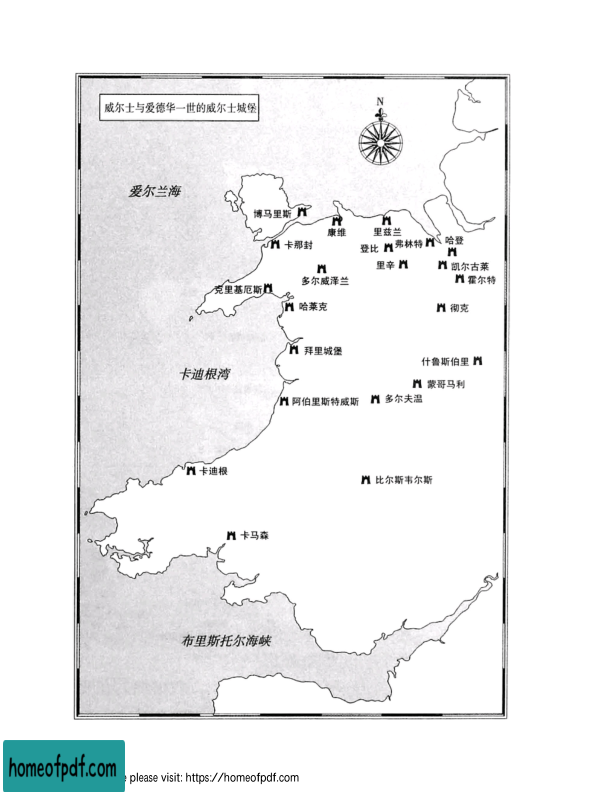 威尔士与爱德华一世的威尔士城堡
N
爱尔兰海
博马里斯
康维
里兹兰
弗林特
哈登
登比
卡那封
里辛
凯尔古莱
多尔威泽兰
霍尔特
克里基厄斯
哈莱克
彻克
拜里城堡
什鲁斯伯里
卡迪根湾
蒙哥马利
阿伯里斯特威斯
多尔夫温
卡迪根
比尔斯韦尔斯
卡马森
布里斯托尔海峡
homeofpdf.com
e please visit: https://homeofpdf.com